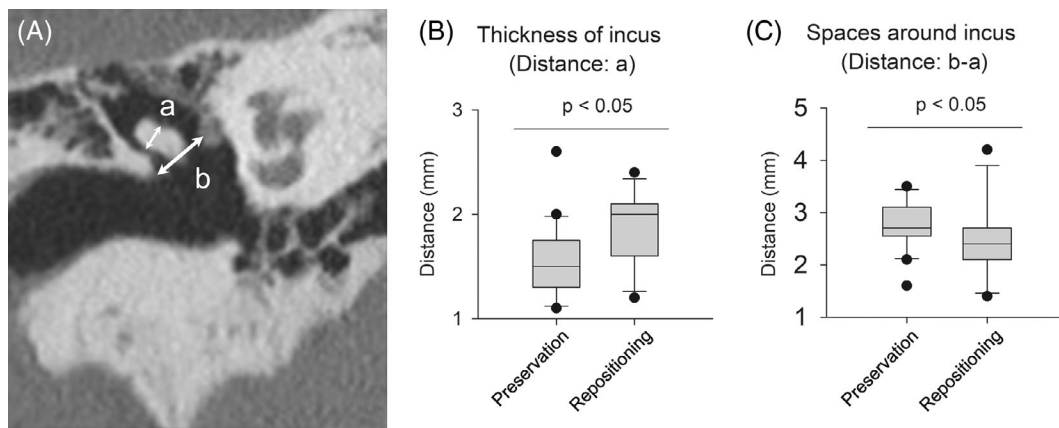 (A)
a
b
(B)
Thickness of incus
(Distance: a)
p < 0.05
Distance (mm)
3
2
1
Preservation
Repositioning
(C)
Spaces around incus
(Distance: b-a)
p < 0.05
Distance (mm)
5
4
3
2
1
Preservation
Repositioning